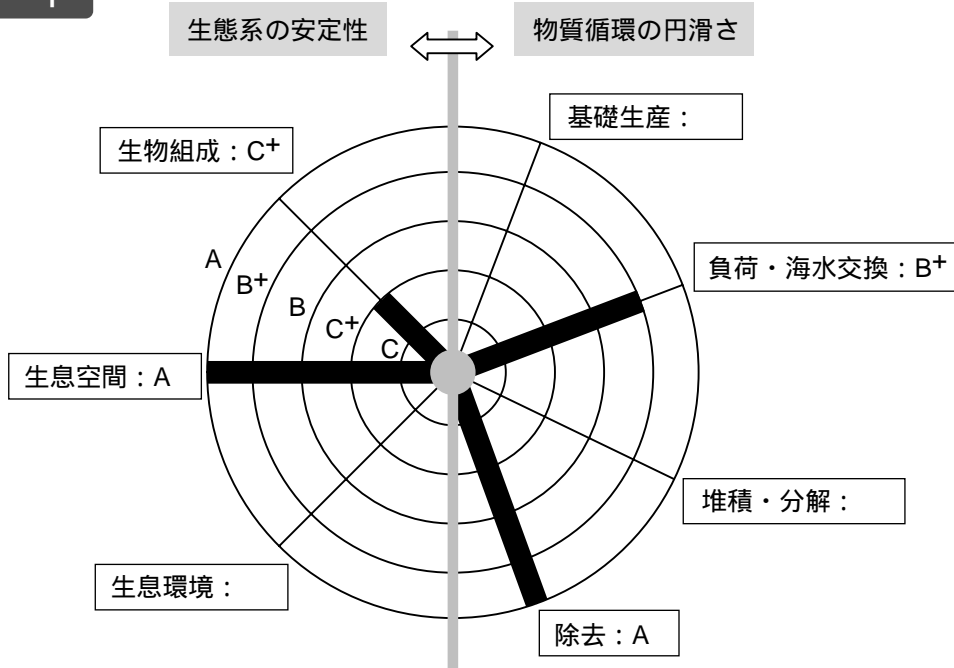 生態系の安定性
物質循環の円滑さ
基礎生産：
生物組成：C+
負荷・海水交換：B+
A
B+
B
C+
C
生息空間：A
堆積・分解：
生息環境：
除去：A